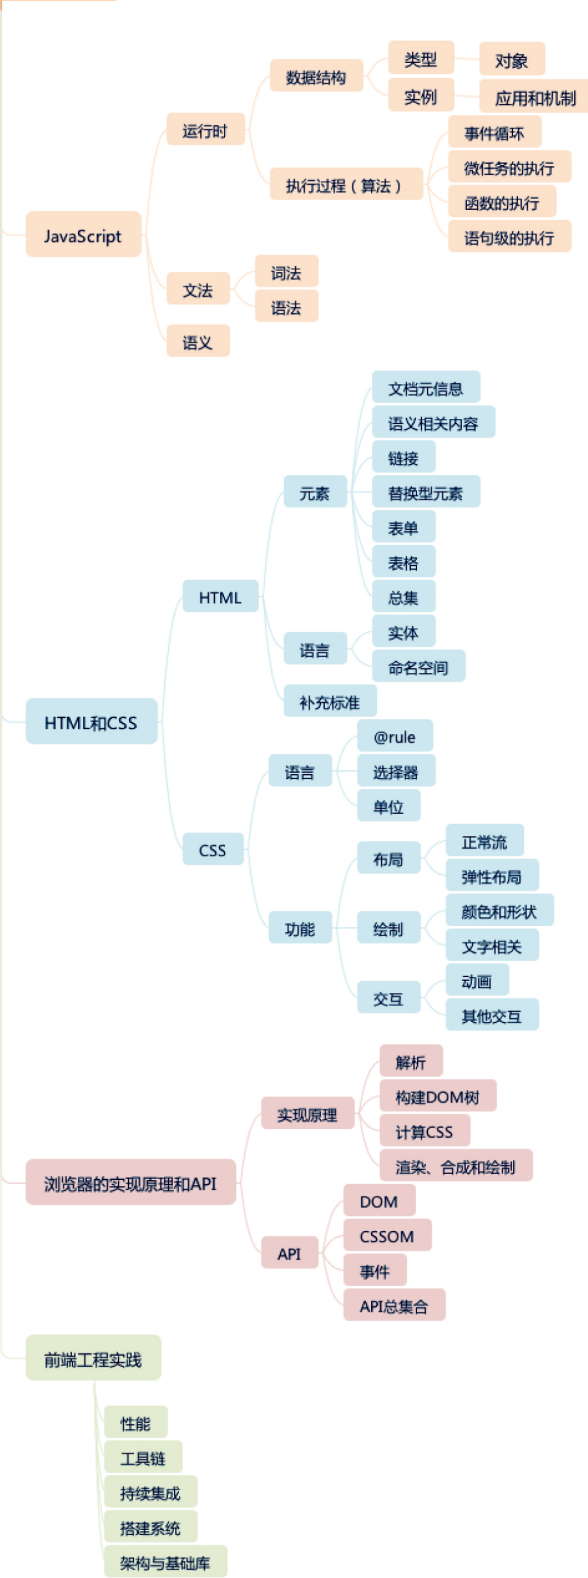 JavaScript
运行时
数据结构
类型
对象
实例
应用和机制
执行过程（算法）
事件循环
微任务的执行
函数的执行
语句级的执行
文法
词法
语法
语义
HTML和CSS
HTML
元素
文档元信息
语义相关内容
链接
替换型元素
表单
表格
总集
语言
实体
命名空间
补充标准
CSS
语言
@rule
选择器
单位
功能
布局
正常流
弹性布局
绘制
颜色和形状
文字相关
交互
动画
其他交互
浏览器的实现原理和API
实现原理
解析
构建DOM树
计算CSS
渲染、合成和绘制
API
DOM
CSSOM
事件
API总集合
前端工程实践
性能
工具链
持续集成
搭建系统
架构与基础库